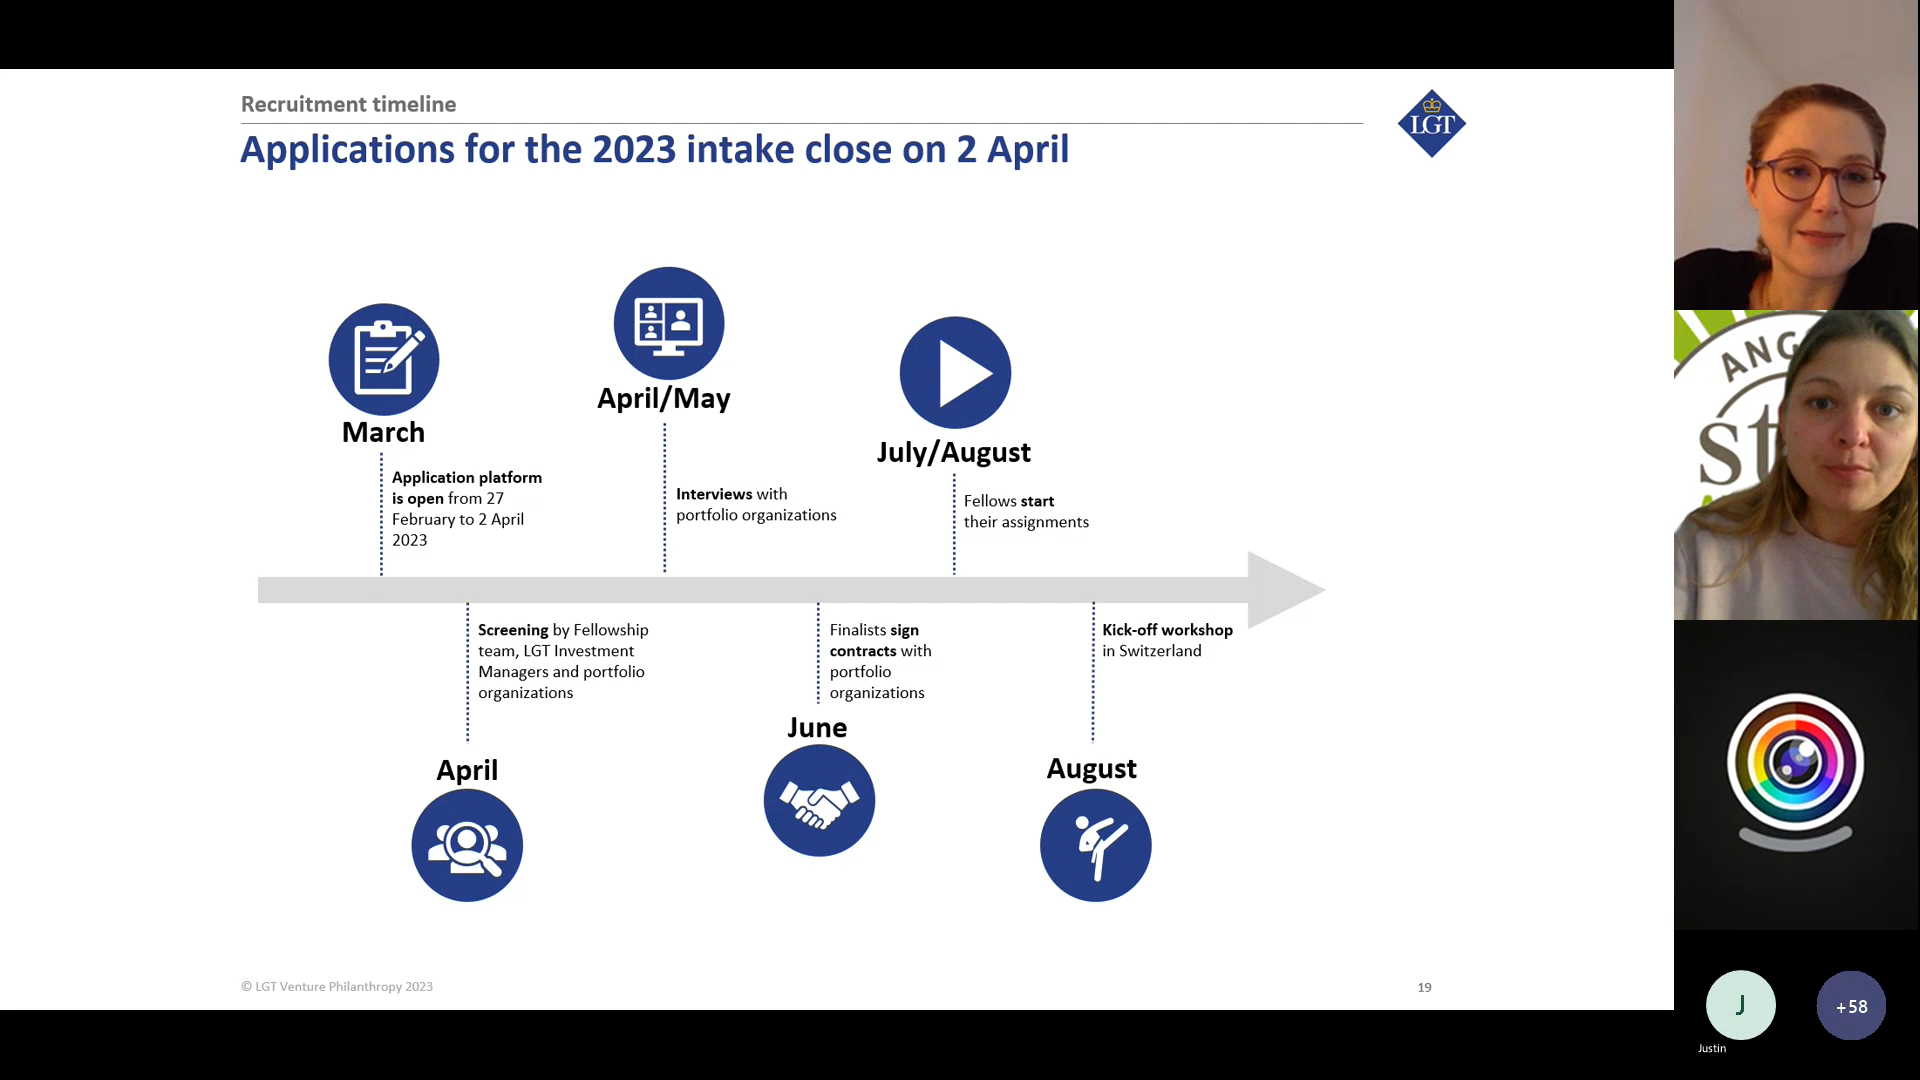 Recruitment timeline
Applications for the 2023 intake close on 2 April
LGT
March
Application platform
is open from 27
February to 2 April
2023
April/May
Interviews with
portfolio organizations
July/August
Fellows start
their assignments
Screening by Fellowship
team, LGT Investment
Managers and portfolio
organizations
April
Finalists sign
contracts with
portfolio
organizations
June
Kick-off workshop
in Switzerland
August
© LGT Venture Philanthropy 2023
19
ANG
st
J
+58
Justin